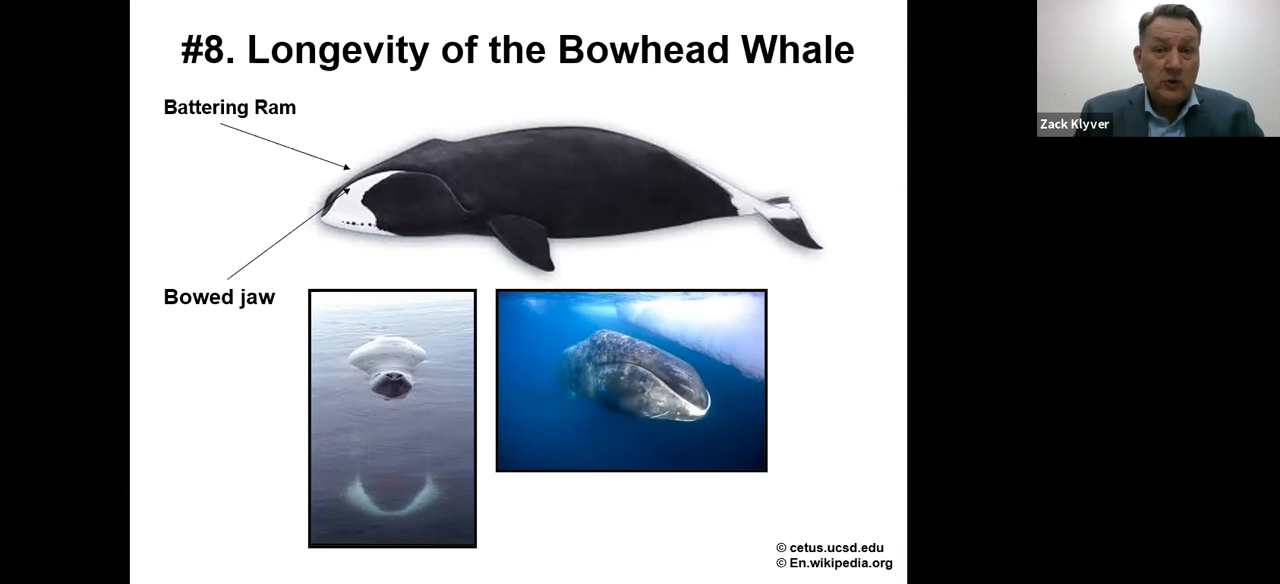 #8. Longevity of the Bowhead Whale
Battering Ram
Zack Klyver
Bowed jaw
© cetus.ucsd.edu
© En.wikipedia.org